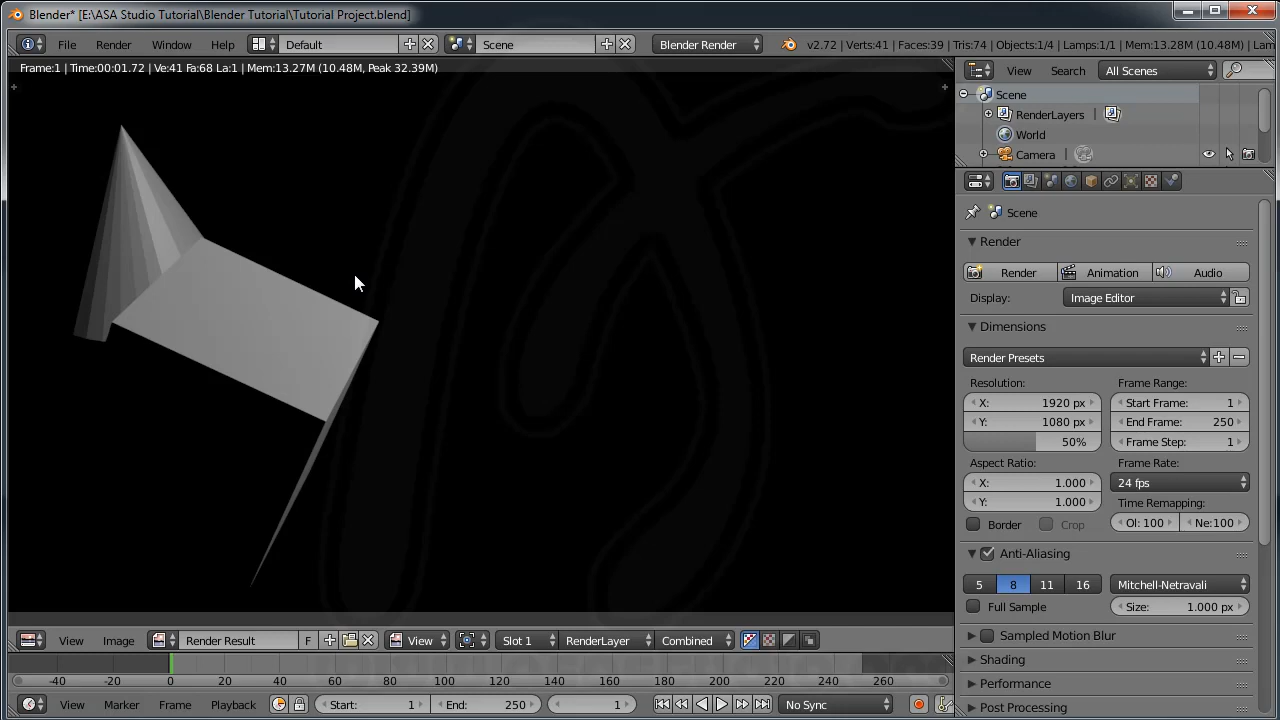 Blender* [E:\ASA Studio Tutorial\Blender Tutorial\Tutorial Project.blend]
File Render Window Help Default Scene Blender Render v2.72 | Verts:41 | Faces:39 | Tris:74 | Objects:1/4 | Lamps:1/1 | Mem:13.28M (10.48M, vram
Frame:1 | Time:00:01.72 | Ve:41 Fa:68 La:1 | Mem:13.27M (10.48M, Peak 32.39M)
View Search All Scenes
Scene
RenderLayers |
World
Camera |
Scene
Render
Render Animation Audio
Display: Image Editor
Dimensions
Render Presets
Resolution: Frame Range:
X: 1920 px Start Frame: 1
Y: 1080 px End Frame: 250
50% Frame Step: 1
Aspect Ratio: Frame Rate:
X: 1.000 24 fps
Y: 1.000 Time Remapping:
Border Crop Ol: 100 Ne:100
Anti-Aliasing
5 8 11 16 Mitchell-Netravali
Full Sample Size: 1.000 px
Sampled Motion Blur
Shading
Performance
Post Processing
View Image Render Result F View Slot 1 RenderLayer Combined
-40 -20 0 20 40 60 80 100 120 140 160 180 200 220 240 260
View Marker Frame Playback Start: 1 End: 250 1 No Sync